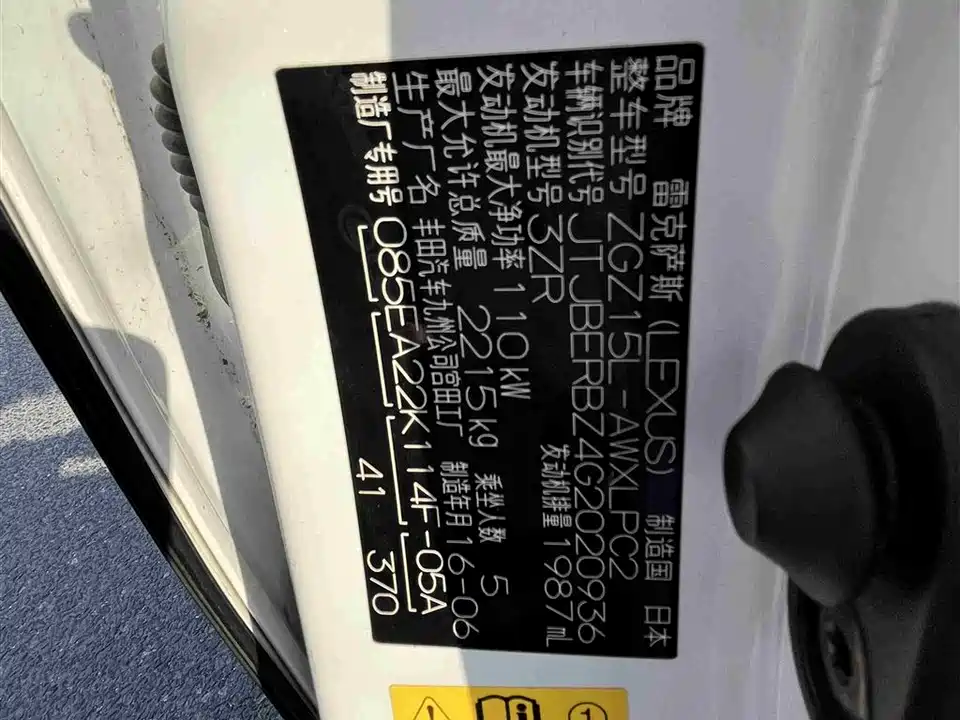 品牌 雷克萨斯 (LEXUS) 制造国 日本
整车型号 ZGZ15L-AWXLPC2
车辆识别代号 JTJBERBZ4G2020936
发动机型号 3ZR 发动机排量 1987mL
发动机最大净功率 110kW
最大允许总质量 2215kg 乘坐人数 5
生产厂名 丰田汽车九州公司宫田工厂 制造年月 16-06
制造厂专用号 085EA22K114F-05A
41 370